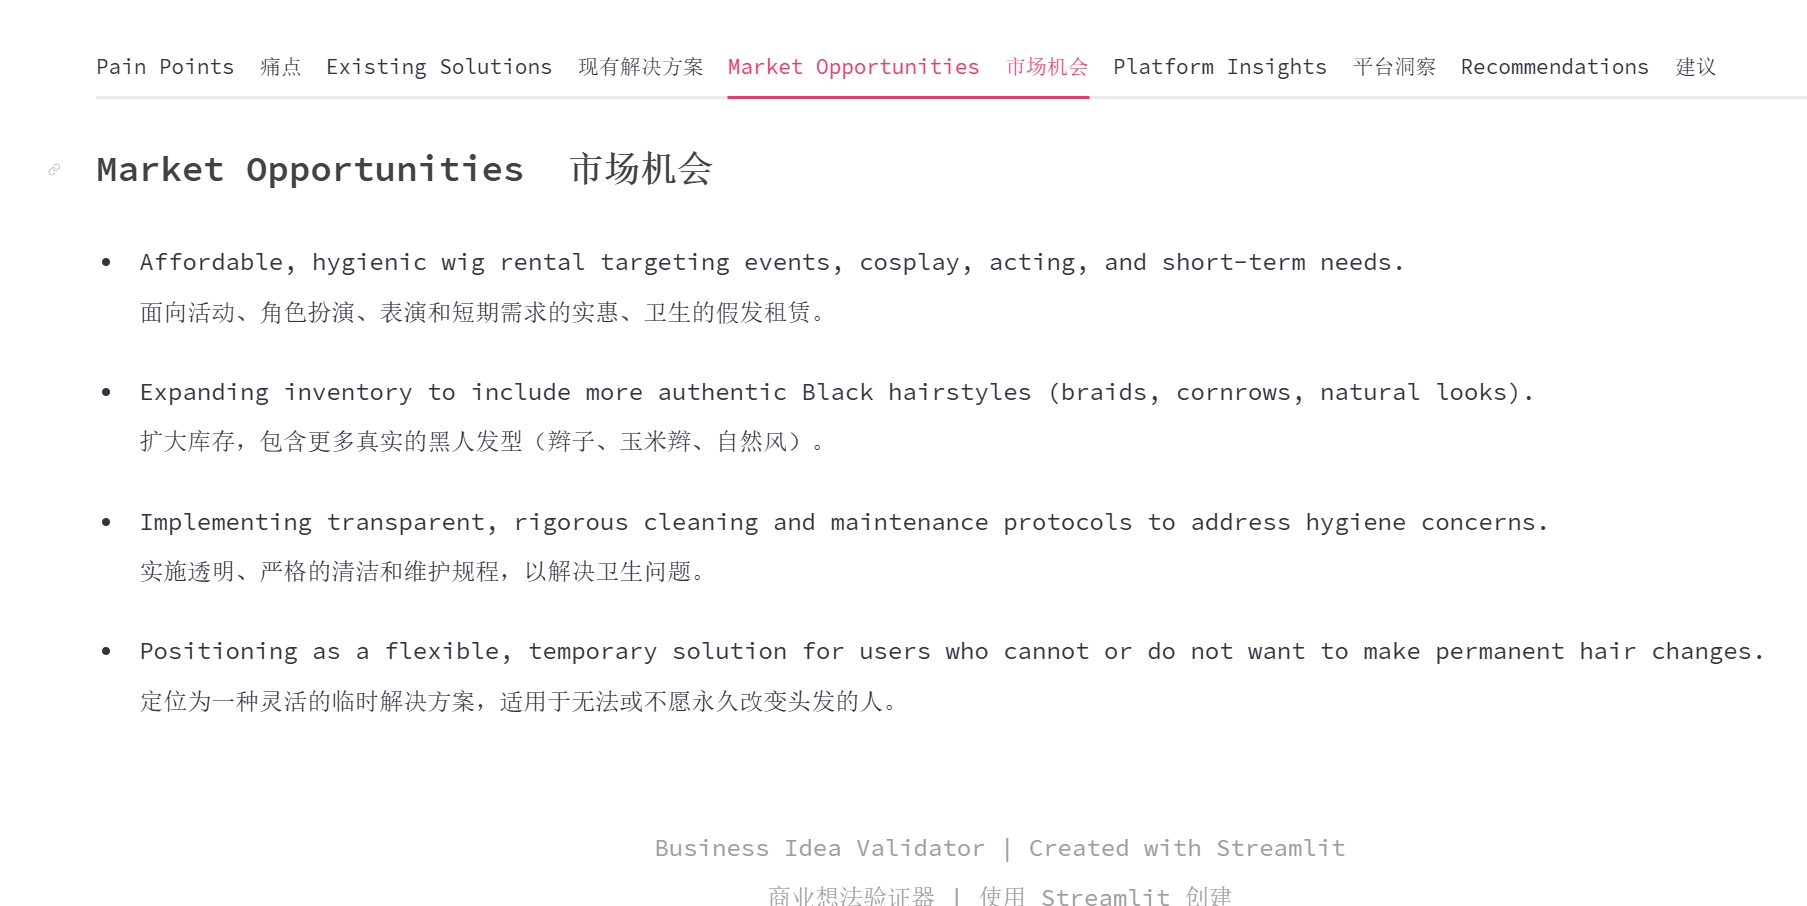 Pain Points 痛点 Existing Solutions 现有解决方案 Market Opportunities 市场机会 Platform Insights 平台洞察 Recommendations 建议
Market Opportunities 市场机会
• Affordable, hygienic wig rental targeting events, cosplay, acting, and short-term needs.
面向活动、角色扮演、表演和短期需求的实惠、卫生的假发租赁。
• Expanding inventory to include more authentic Black hairstyles (braids, cornrows, natural looks).
扩大库存，包含更多真实的黑人发型（辫子、玉米辫、自然风）。
• Implementing transparent, rigorous cleaning and maintenance protocols to address hygiene concerns.
实施透明、严格的清洁和维护规程，以解决卫生问题。
• Positioning as a flexible, temporary solution for users who cannot or do not want to make permanent hair changes.
定位为一种灵活的临时解决方案，适用于无法或不愿永久改变头发的人。
Business Idea Validator | Created with Streamlit
商业想法验证器 | 使用 Streamlit 创建